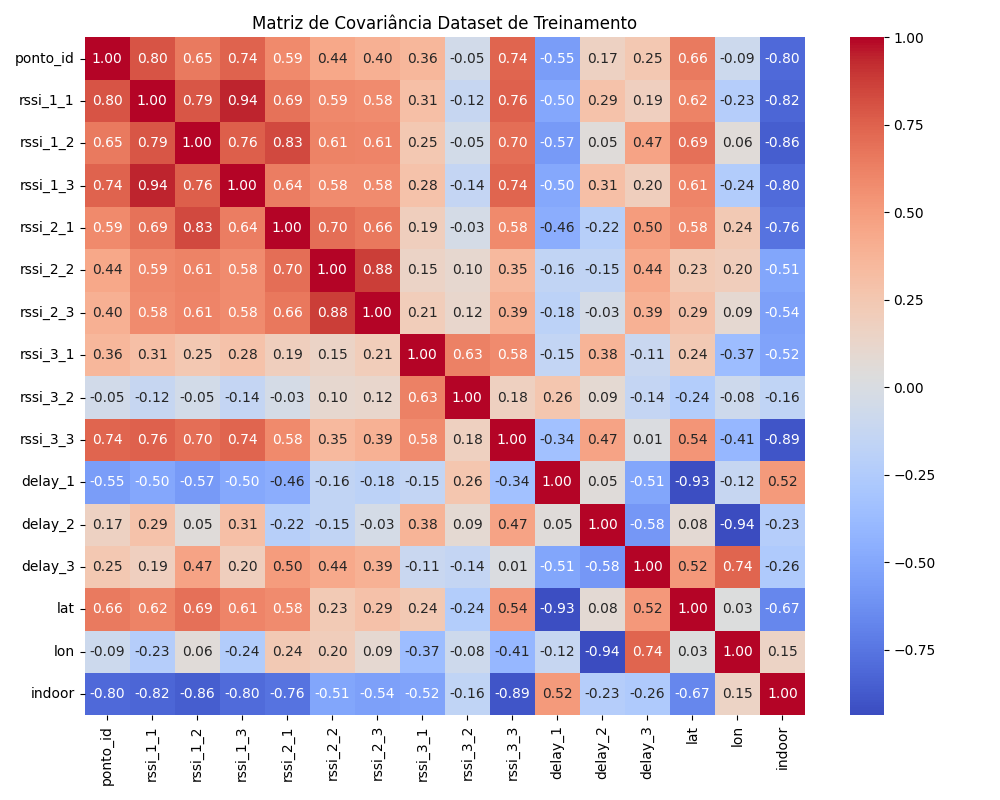 Matriz de Covariância Dataset de Treinamento
ponto_id 1.00 0.80 0.65 0.74 0.59 0.44 0.40 0.36 -0.05 0.74 -0.55 0.17 0.25 0.66 -0.09 -0.80
rssi_1_1 0.80 1.00 0.79 0.94 0.69 0.59 0.58 0.31 -0.12 0.76 -0.50 0.29 0.19 0.62 -0.23 -0.82
rssi_1_2 0.65 0.79 1.00 0.76 0.83 0.61 0.61 0.25 -0.05 0.70 -0.57 0.05 0.47 0.69 0.06 -0.86
rssi_1_3 0.74 0.94 0.76 1.00 0.64 0.58 0.58 0.28 -0.14 0.74 -0.50 0.31 0.20 0.61 -0.24 -0.80
rssi_2_1 0.59 0.69 0.83 0.64 1.00 0.70 0.66 0.19 -0.03 0.58 -0.46 -0.22 0.50 0.58 0.24 -0.76
rssi_2_2 0.44 0.59 0.61 0.58 0.70 1.00 0.88 0.15 0.10 0.35 -0.16 -0.15 0.44 0.23 0.20 -0.51
rssi_2_3 0.40 0.58 0.61 0.58 0.66 0.88 1.00 0.21 0.12 0.39 -0.18 -0.03 0.39 0.29 0.09 -0.54
rssi_3_1 0.36 0.31 0.25 0.28 0.19 0.15 0.21 1.00 0.63 0.58 -0.15 0.38 -0.11 0.24 -0.37 -0.52
rssi_3_2 -0.05 -0.12 -0.05 -0.14 -0.03 0.10 0.12 0.63 1.00 0.18 0.26 0.09 -0.14 -0.24 -0.08 -0.16
rssi_3_3 0.74 0.76 0.70 0.74 0.58 0.35 0.39 0.58 0.18 1.00 -0.34 0.47 0.01 0.54 -0.41 -0.89
delay_1 -0.55 -0.50 -0.57 -0.50 -0.46 -0.16 -0.18 -0.15 0.26 -0.34 1.00 0.05 -0.51 -0.93 -0.12 0.52
delay_2 0.17 0.29 0.05 0.31 -0.22 -0.15 -0.03 0.38 0.09 0.47 0.05 1.00 -0.58 0.08 -0.94 -0.23
delay_3 0.25 0.19 0.47 0.20 0.50 0.44 0.39 -0.11 -0.14 0.01 -0.51 -0.58 1.00 0.52 0.74 -0.26
lat 0.66 0.62 0.69 0.61 0.58 0.23 0.29 0.24 -0.24 0.54 -0.93 0.08 0.52 1.00 0.03 -0.67
lon -0.09 -0.23 0.06 -0.24 0.24 0.20 0.09 -0.37 -0.08 -0.41 -0.12 -0.94 0.74 0.03 1.00 0.15
indoor -0.80 -0.82 -0.86 -0.80 -0.76 -0.51 -0.54 -0.52 -0.16 -0.89 0.52 -0.23 -0.26 -0.67 0.15 1.00
ponto_id rssi_1_1 rssi_1_2 rssi_1_3 rssi_2_1 rssi_2_2 rssi_2_3 rssi_3_1 rssi_3_2 rssi_3_3 delay_1 delay_2 delay_3 lat lon indoor
1.00
0.75
0.50
0.25
0.00
−0.25
−0.50
−0.75